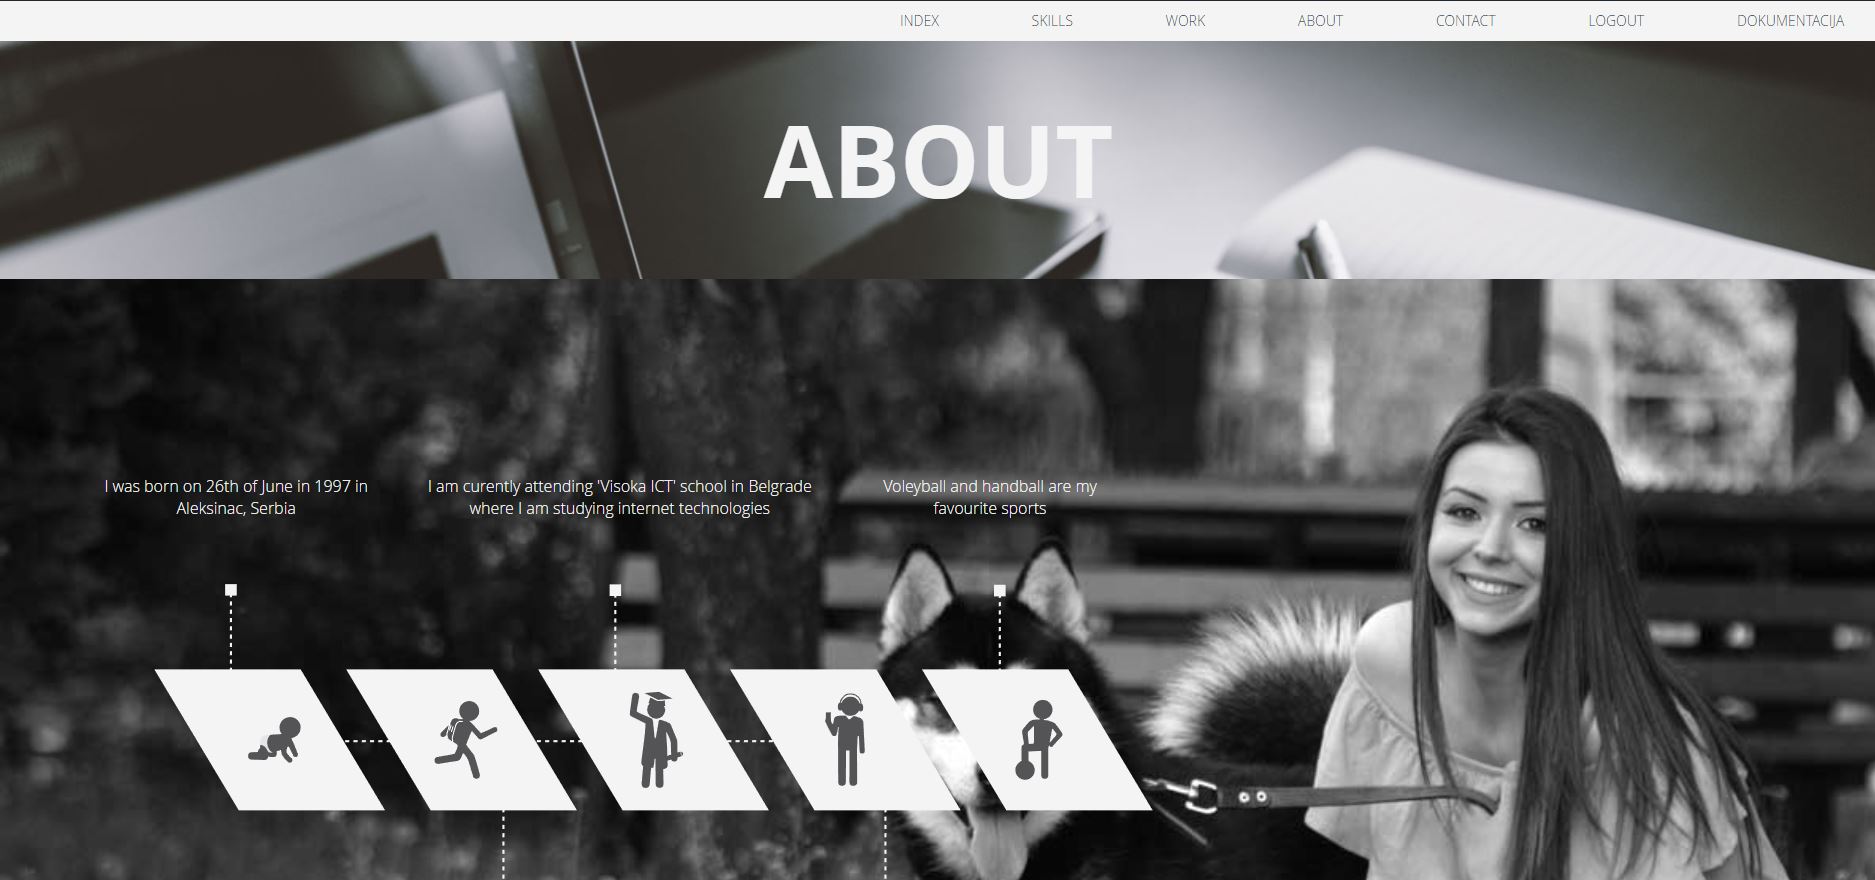 INDEX SKILLS WORK ABOUT CONTACT LOGOUT DOKUMENTACIJA
ABOUT
I was born on 26th of June in 1997 in
Aleksinac, Serbia
I am curently attending 'Visoka ICT' school in Belgrade
where I am studying internet technologies
Voleyball and handball are my
favourite sports